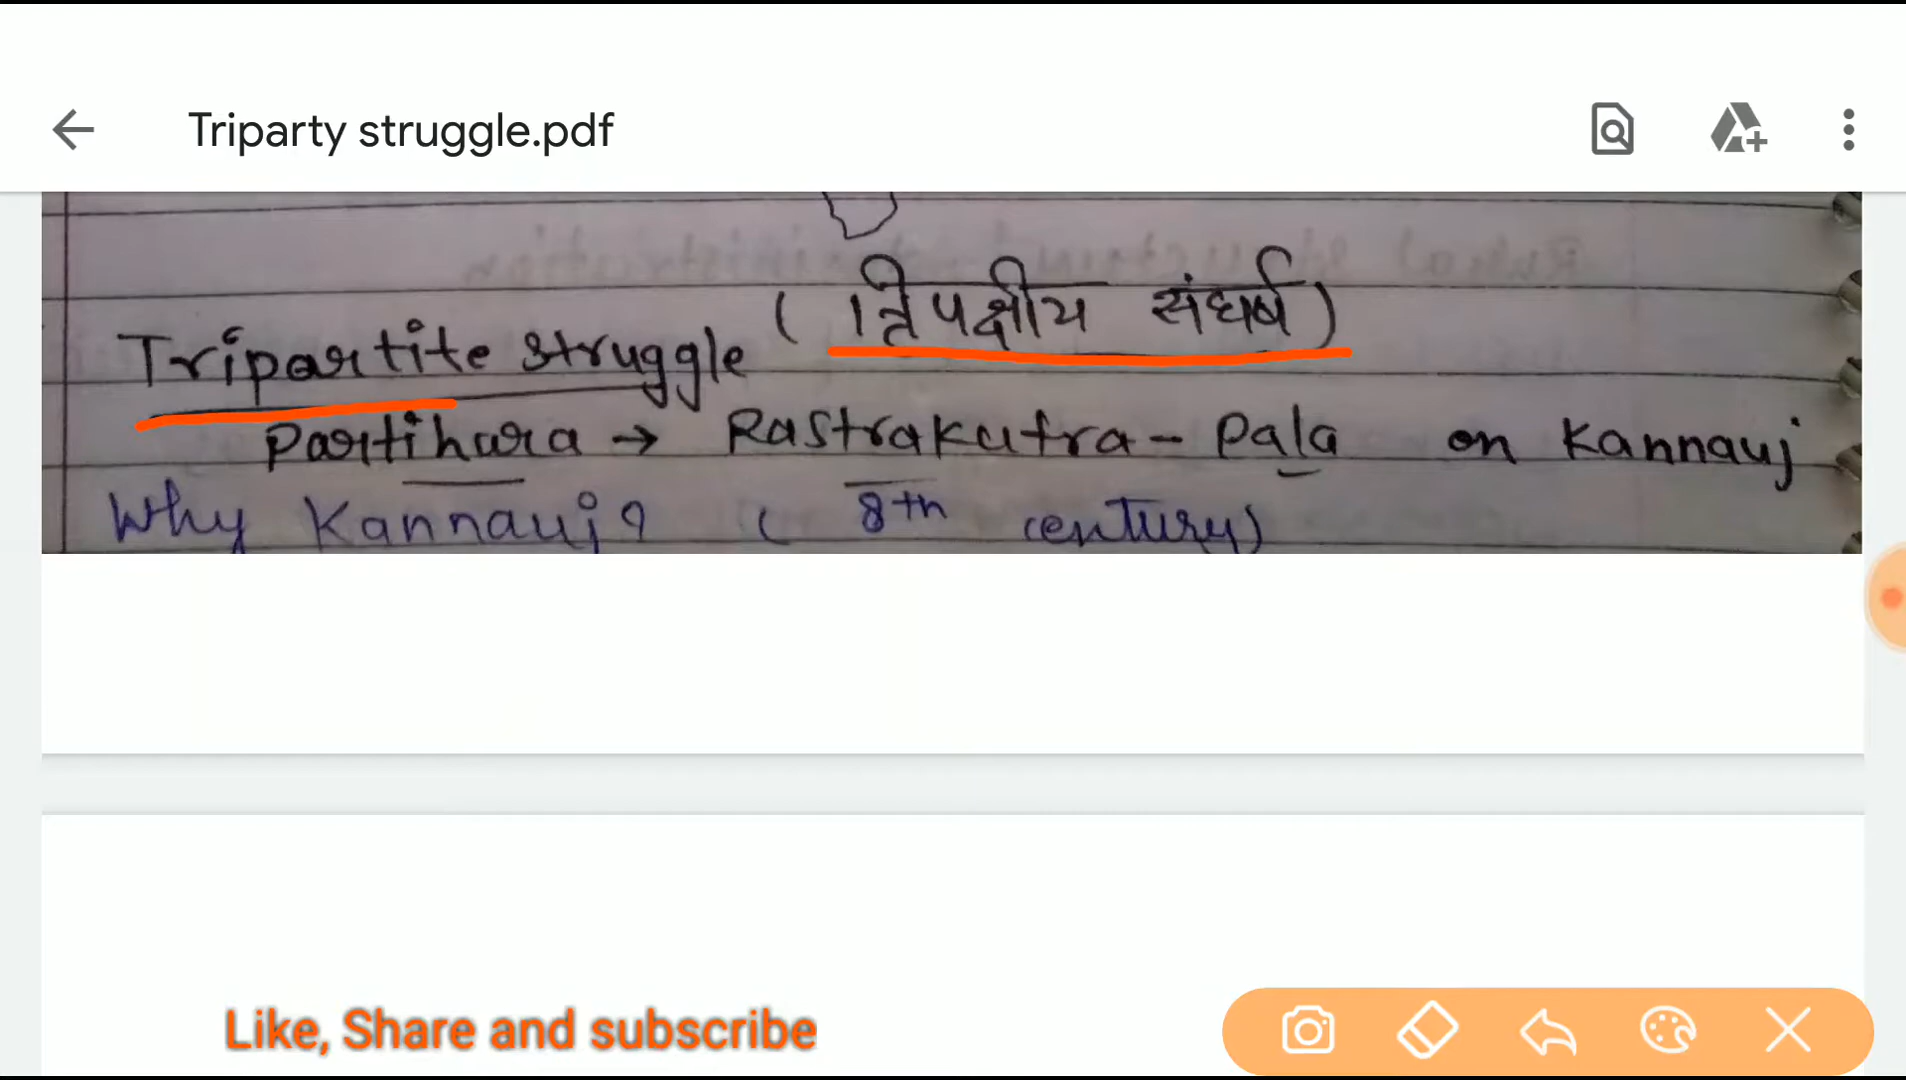 Triparty struggle.pdf
(त्रिपक्षीय संघर्ष)
Tripartite struggle
Partihara → Rastrakutra - Pala on Kannauj
Why Kannauj? (8th century)
Like, Share and subscribe